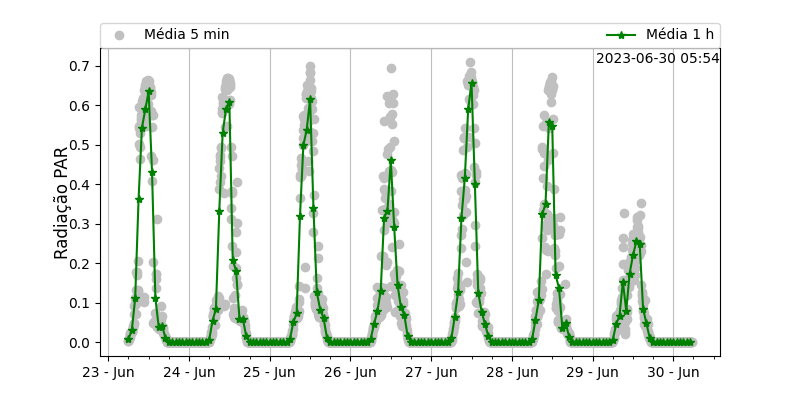 Média 5 min
Média 1 h
2023-06-30 05:54
Radiação PAR
0.7
0.6
0.5
0.4
0.3
0.2
0.1
0.0
23 - Jun
24 - Jun
25 - Jun
26 - Jun
27 - Jun
28 - Jun
29 - Jun
30 - Jun